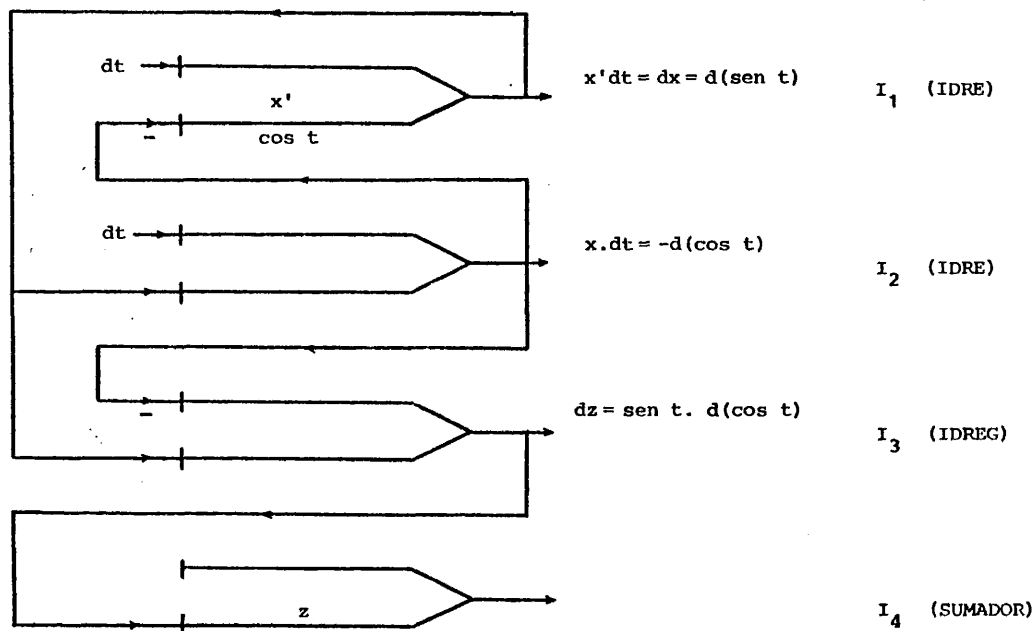 dt
x'dt = dx = d(sen t)
I₁ (IDRE)
x'
-
cos t
dt
x.dt = -d(cos t)
I₂ (IDRE)
-
dz = sen t. d(cos t)
I₃ (IDREG)
z
I₄ (SUMADOR)